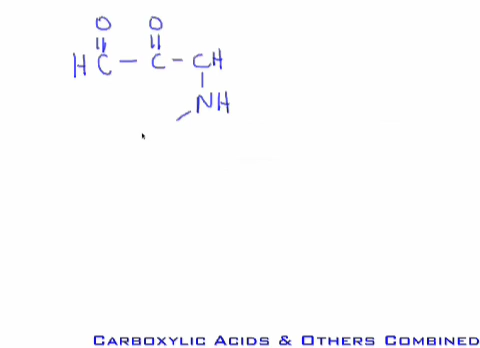 O O
HC - C - CH
NH
CARBOXYLIC ACIDS & OTHERS COMBINED